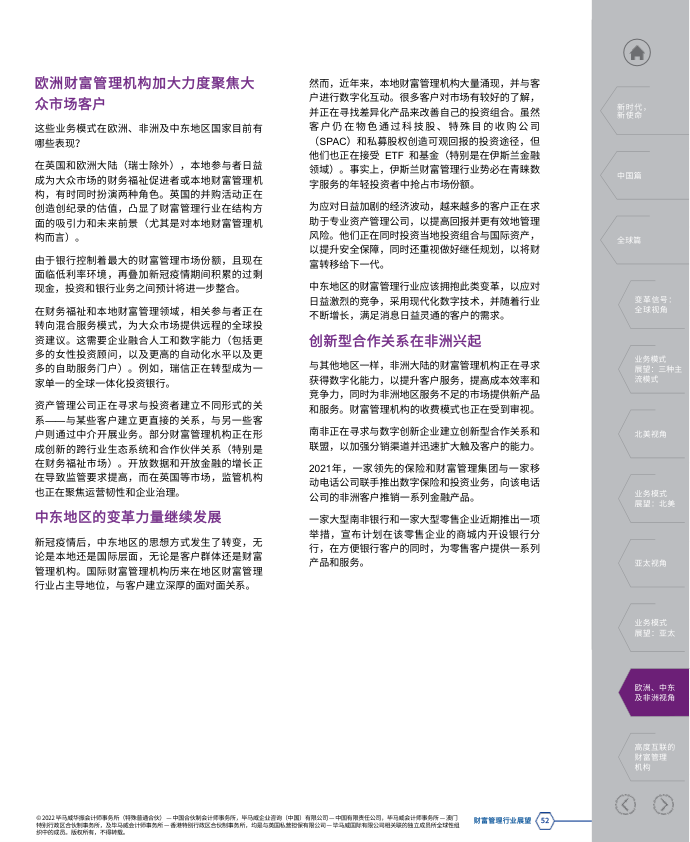 欧洲财富管理机构加大力度聚焦大
众市场客户
这些业务模式在欧洲、非洲及中东地区国家目前有
哪些表现？
在英国和欧洲大陆（瑞士除外），本地参与者日益
成为大众市场的财务福祉促进者或本地财富管理机
构，有时同时扮演两种角色。英国的并购活动正在
创造创纪录的估值，凸显了财富管理行业在结构方
面的吸引力和未来前景（尤其是对本地财富管理机
构而言）。
由于银行控制着最大的财富管理市场份额，且现在
面临低利率环境，再叠加新冠疫情期间积累的过剩
现金，投资和银行业务之间预计将进一步整合。
在财务福祉和本地财富管理领域，相关参与者正在
转向混合服务模式，为大众市场提供远程的全球投
资建议。这需要企业融合人工和数字能力（包括更
多的女性投资顾问，以及更高的自动化水平以及更
多的自助服务门户）。例如，瑞信正在转型成为一
家单一的全球一体化投资银行。
资产管理公司正在寻求与投资者建立不同形式的关
系——与某些客户建立更直接的关系，与另一些客
户则通过中介开展业务。部分财富管理机构正在形
成创新的跨行业生态系统和合作伙伴关系（特别是
在财务福祉市场）。开放数据和开放金融的增长正
在导致监管要求提高，而在英国等市场，监管机构
也正在聚焦运营韧性和企业治理。
中东地区的变革力量继续发展
新冠疫情后，中东地区的思想方式发生了转变，无
论是本地还是国际层面，无论是客户群体还是财富
管理机构。国际财富管理机构历来在地区财富管理
行业占主导地位，与客户建立深厚的面对面关系。
然而，近年来，本地财富管理机构大量涌现，并与客
户进行数字化互动。很多客户对市场有较好的了解，
并正在寻找差异化产品来改善自己的投资组合。虽然
客户仍在物色通过科技股、特殊目的收购公司
（SPAC）和私募股权创造可观回报的投资途径，但
他们也正在接受 ETF 和基金（特别是在伊斯兰金融
领域）。事实上，伊斯兰财富管理行业势必在青睐数
字服务的年轻投资者中抢占市场份额。
为应对日益加剧的经济波动，越来越多的客户正在求
助于专业资产管理公司，以提高回报并更有效地管理
风险。他们正在同时投资当地投资组合与国际资产，
以提升安全保障，同时还重视做好继任规划，以将财
富转移给下一代。
中东地区的财富管理行业应该拥抱此类变革，以应对
日益激烈的竞争，采用现代化数字技术，并随着行业
不断增长，满足消息日益灵通的客户的需求。
创新型合作关系在非洲兴起
与其他地区一样，非洲大陆的财富管理机构正在寻求
获得数字化能力，以提升客户服务，提高成本效率和
竞争力，同时为非洲地区服务不足的市场提供新产品
和服务。财富管理机构的收费模式也正在受到审视。
南非正在寻求与数字创新企业建立创新型合作关系和
联盟，以加强分销渠道并迅速扩大触及客户的能力。
2021年，一家领先的保险和财富管理集团与一家移
动电话公司联手推出数字保险和投资业务，向该电话
公司的非洲客户推销一系列金融产品。
一家大型南非银行和一家大型零售企业近期推出一项
举措，宣布计划在该零售企业的商城内开设银行分
行，在方便银行客户的同时，为零售客户提供一系列
产品和服务。
新时代，
新使命
中国篇
全球篇
变革信号：
全球视角
业务模式
展望：三种主
流模式
北美视角
业务模式
展望：北美
亚太视角
业务模式
展望：亚太
欧洲、中东
及非洲视角
高度互联的
财富管理
机构
© 2022 毕马威华振会计师事务所（特殊普通合伙） — 中国合伙制会计师事务所，毕马威企业咨询（中国）有限公司 — 中国有限责任公司，毕马威会计师事务所 — 澳门
特别行政区合伙制事务所，及毕马威会计师事务所 — 香港特别行政区合伙制事务所，均是与英国私营担保有限公司 — 毕马威国际有限公司相关联的独立成员所全球性组
织中的成员。版权所有，不得转载。
财富管理行业展望 52